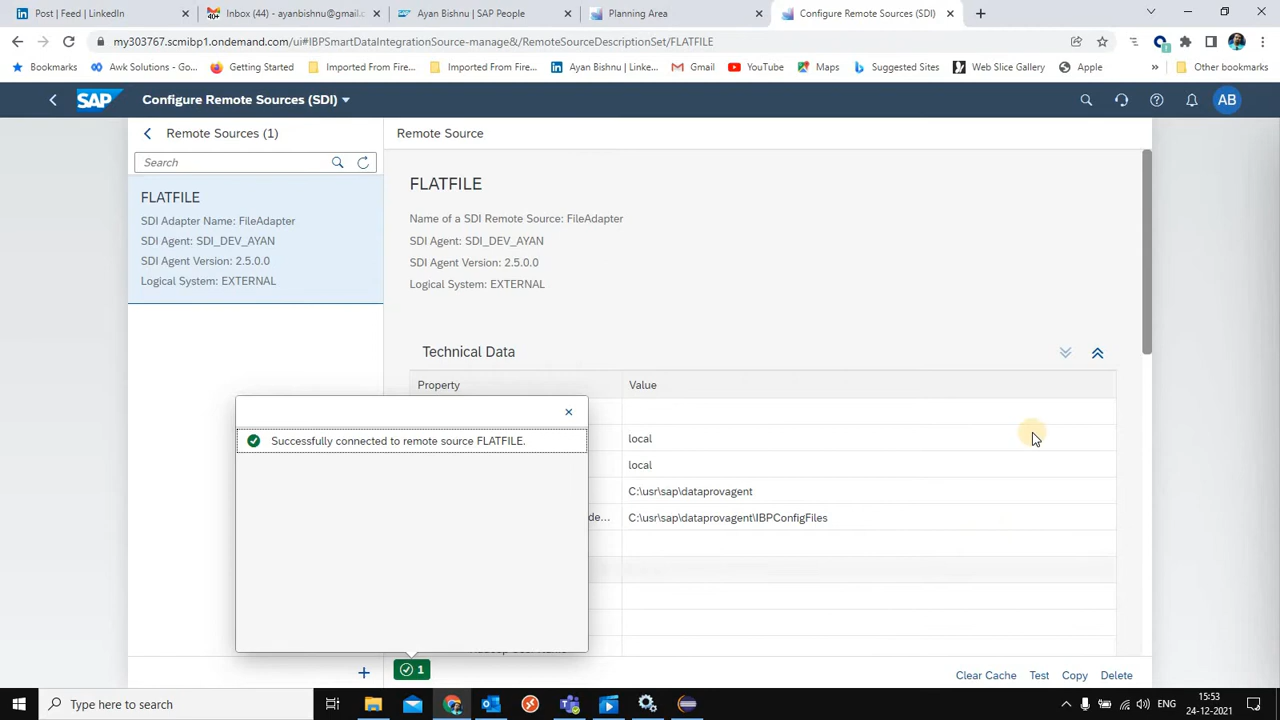 Post | Feed | LinkedIn
Inbox (44) - ayanbishnu@gmail.c
Ayan Bishnu | SAP People
Planning Area
Configure Remote Sources (SDI)
my303767.scmibp1.ondemand.com/ui#IBPSmartDataIntegrationSource-manage&/RemoteSourceDescriptionSet/FLATFILE
Bookmarks
Awk Solutions - Go...
Getting Started
Imported From Fire...
Imported From Fire...
Ayan Bishnu | Linke...
Gmail
YouTube
Maps
Suggested Sites
Web Slice Gallery
Apple
»
Other bookmarks
SAP
Configure Remote Sources (SDI)
AB
Remote Sources (1)
Remote Source
Search
FLATFILE
SDI Adapter Name: FileAdapter
SDI Agent: SDI_DEV_AYAN
SDI Agent Version: 2.5.0.0
Logical System: EXTERNAL
FLATFILE
Name of a SDI Remote Source: FileAdapter
SDI Agent: SDI_DEV_AYAN
SDI Agent Version: 2.5.0.0
Logical System: EXTERNAL
Technical Data
Property
Value
local
local
C:\usr\sap\dataprovagent
de...
C:\usr\sap\dataprovagent\IBPConfigFiles
Successfully connected to remote source FLATFILE.
1
Clear Cache
Test
Copy
Delete
Type here to search
ENG
15:53
24-12-2021